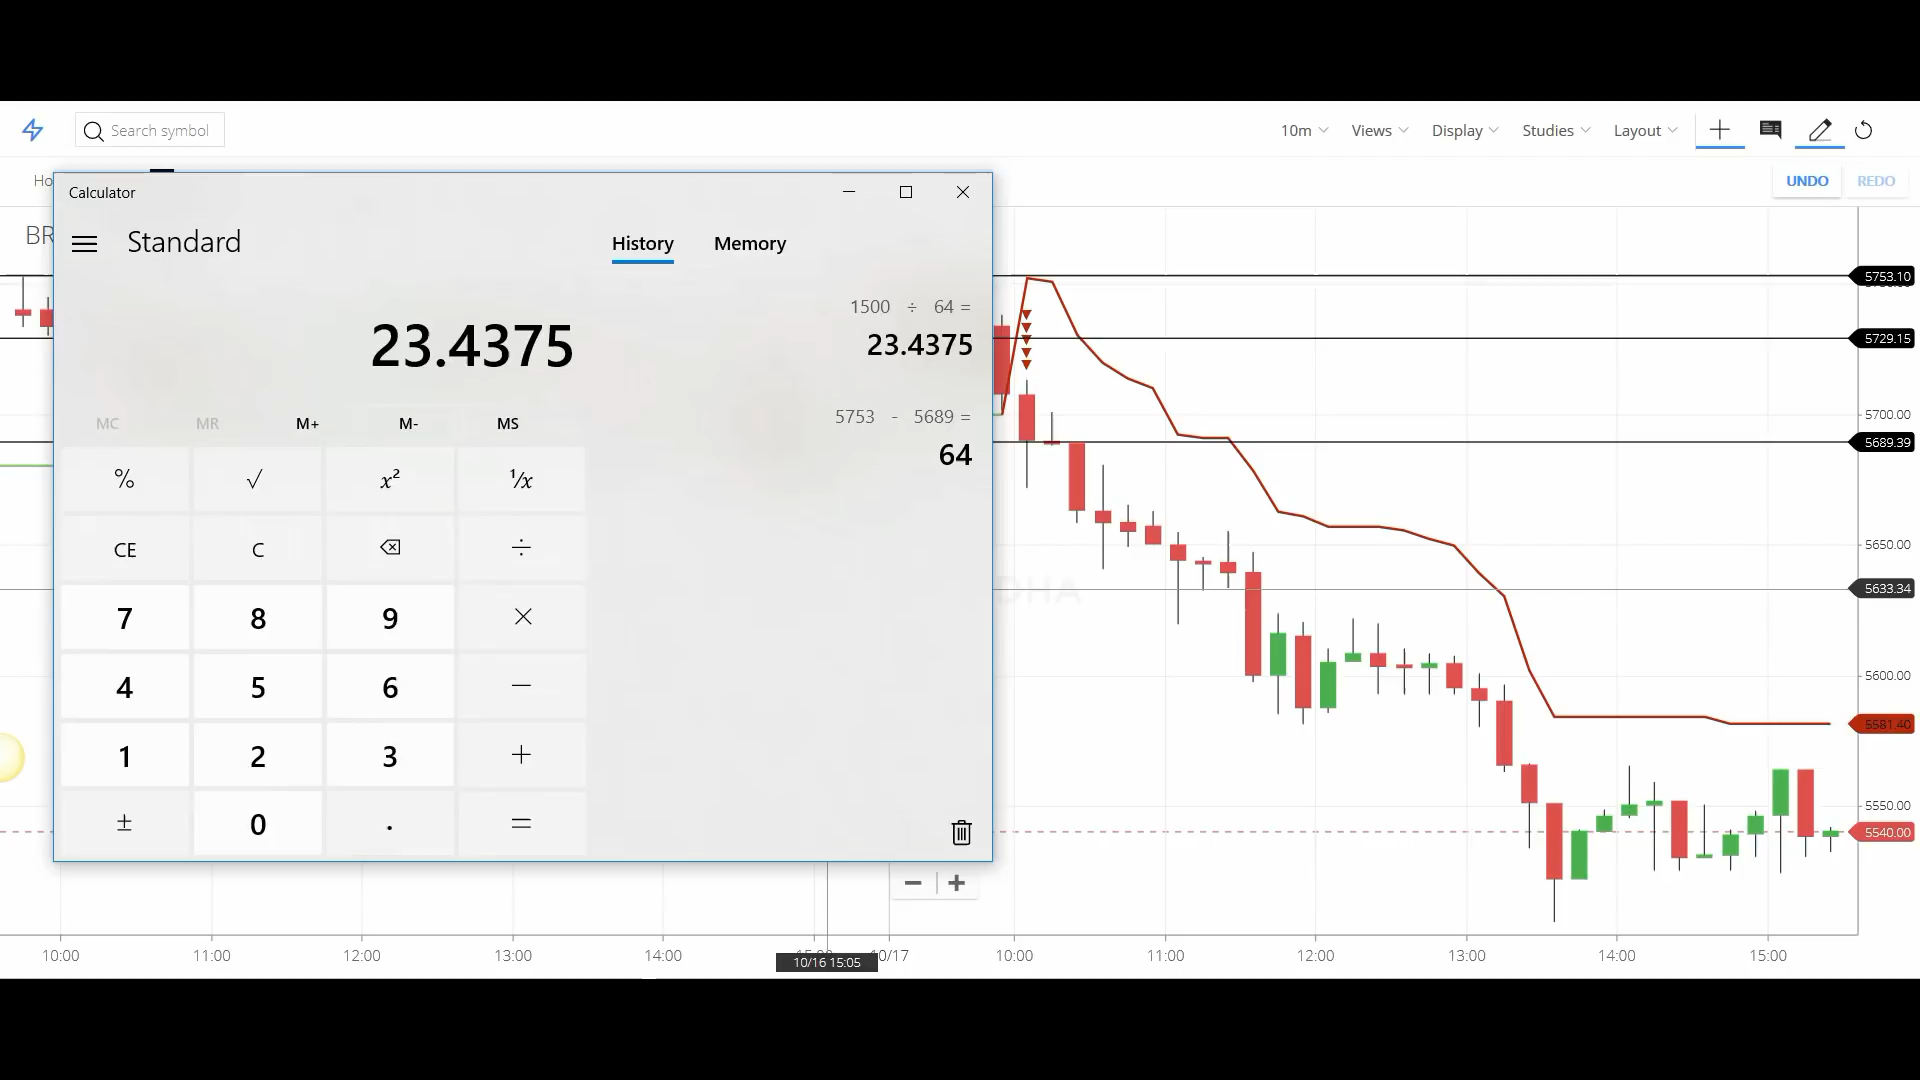 Search symbol
10m
Views
Display
Studies
Layout
UNDO
REDO
Ho
BR
Calculator
Standard
History
Memory
1500 ÷ 64 =
23.4375
23.4375
5753 - 5689 =
64
MC
MR
M+
M-
MS
%
√
x²
¹/x
CE
C
÷
7
8
9
×
4
5
6
−
1
2
3
+
±
0
.
=
DHA
5753.10
5729.15
5700.00
5689.39
5650.00
5633.34
5600.00
5581.40
5550.00
5540.00
− +
10:00
11:00
12:00
13:00
14:00
10/16 15:05
0/17
10:00
11:00
12:00
13:00
14:00
15:00